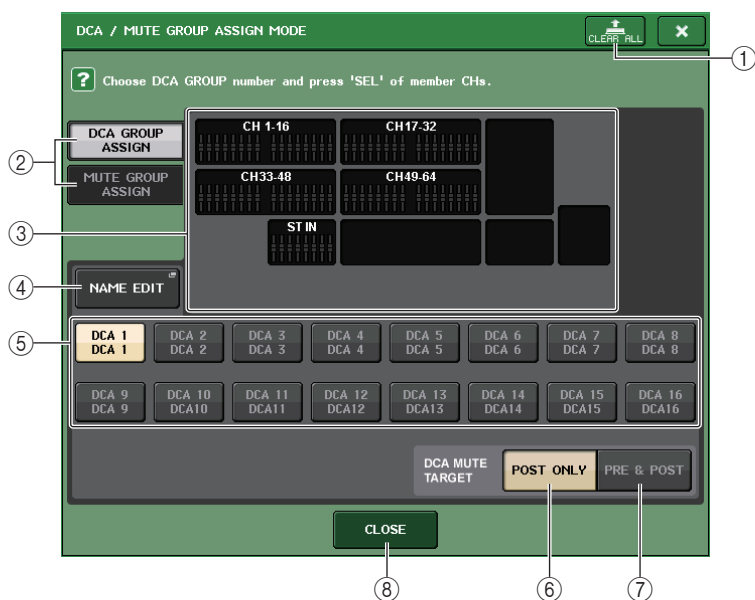 DCA / MUTE GROUP ASSIGN MODE
CLEAR ALL
①
? Choose DCA GROUP number and press 'SEL' of member CHs.
DCA GROUP
ASSIGN
②
MUTE GROUP
ASSIGN
CH 1-16
CH17-32
CH33-48
CH49-64
③
ST IN
④
NAME EDIT
⑤
DCA 1
DCA 1
DCA 2
DCA 2
DCA 3
DCA 3
DCA 4
DCA 4
DCA 5
DCA 5
DCA 6
DCA 6
DCA 7
DCA 7
DCA 8
DCA 8
DCA 9
DCA 9
DCA 10
DCA10
DCA 11
DCA11
DCA 12
DCA12
DCA 13
DCA13
DCA 14
DCA14
DCA 15
DCA15
DCA 16
DCA16
DCA MUTE
TARGET
POST ONLY
PRE & POST
CLOSE
⑧
⑥
⑦